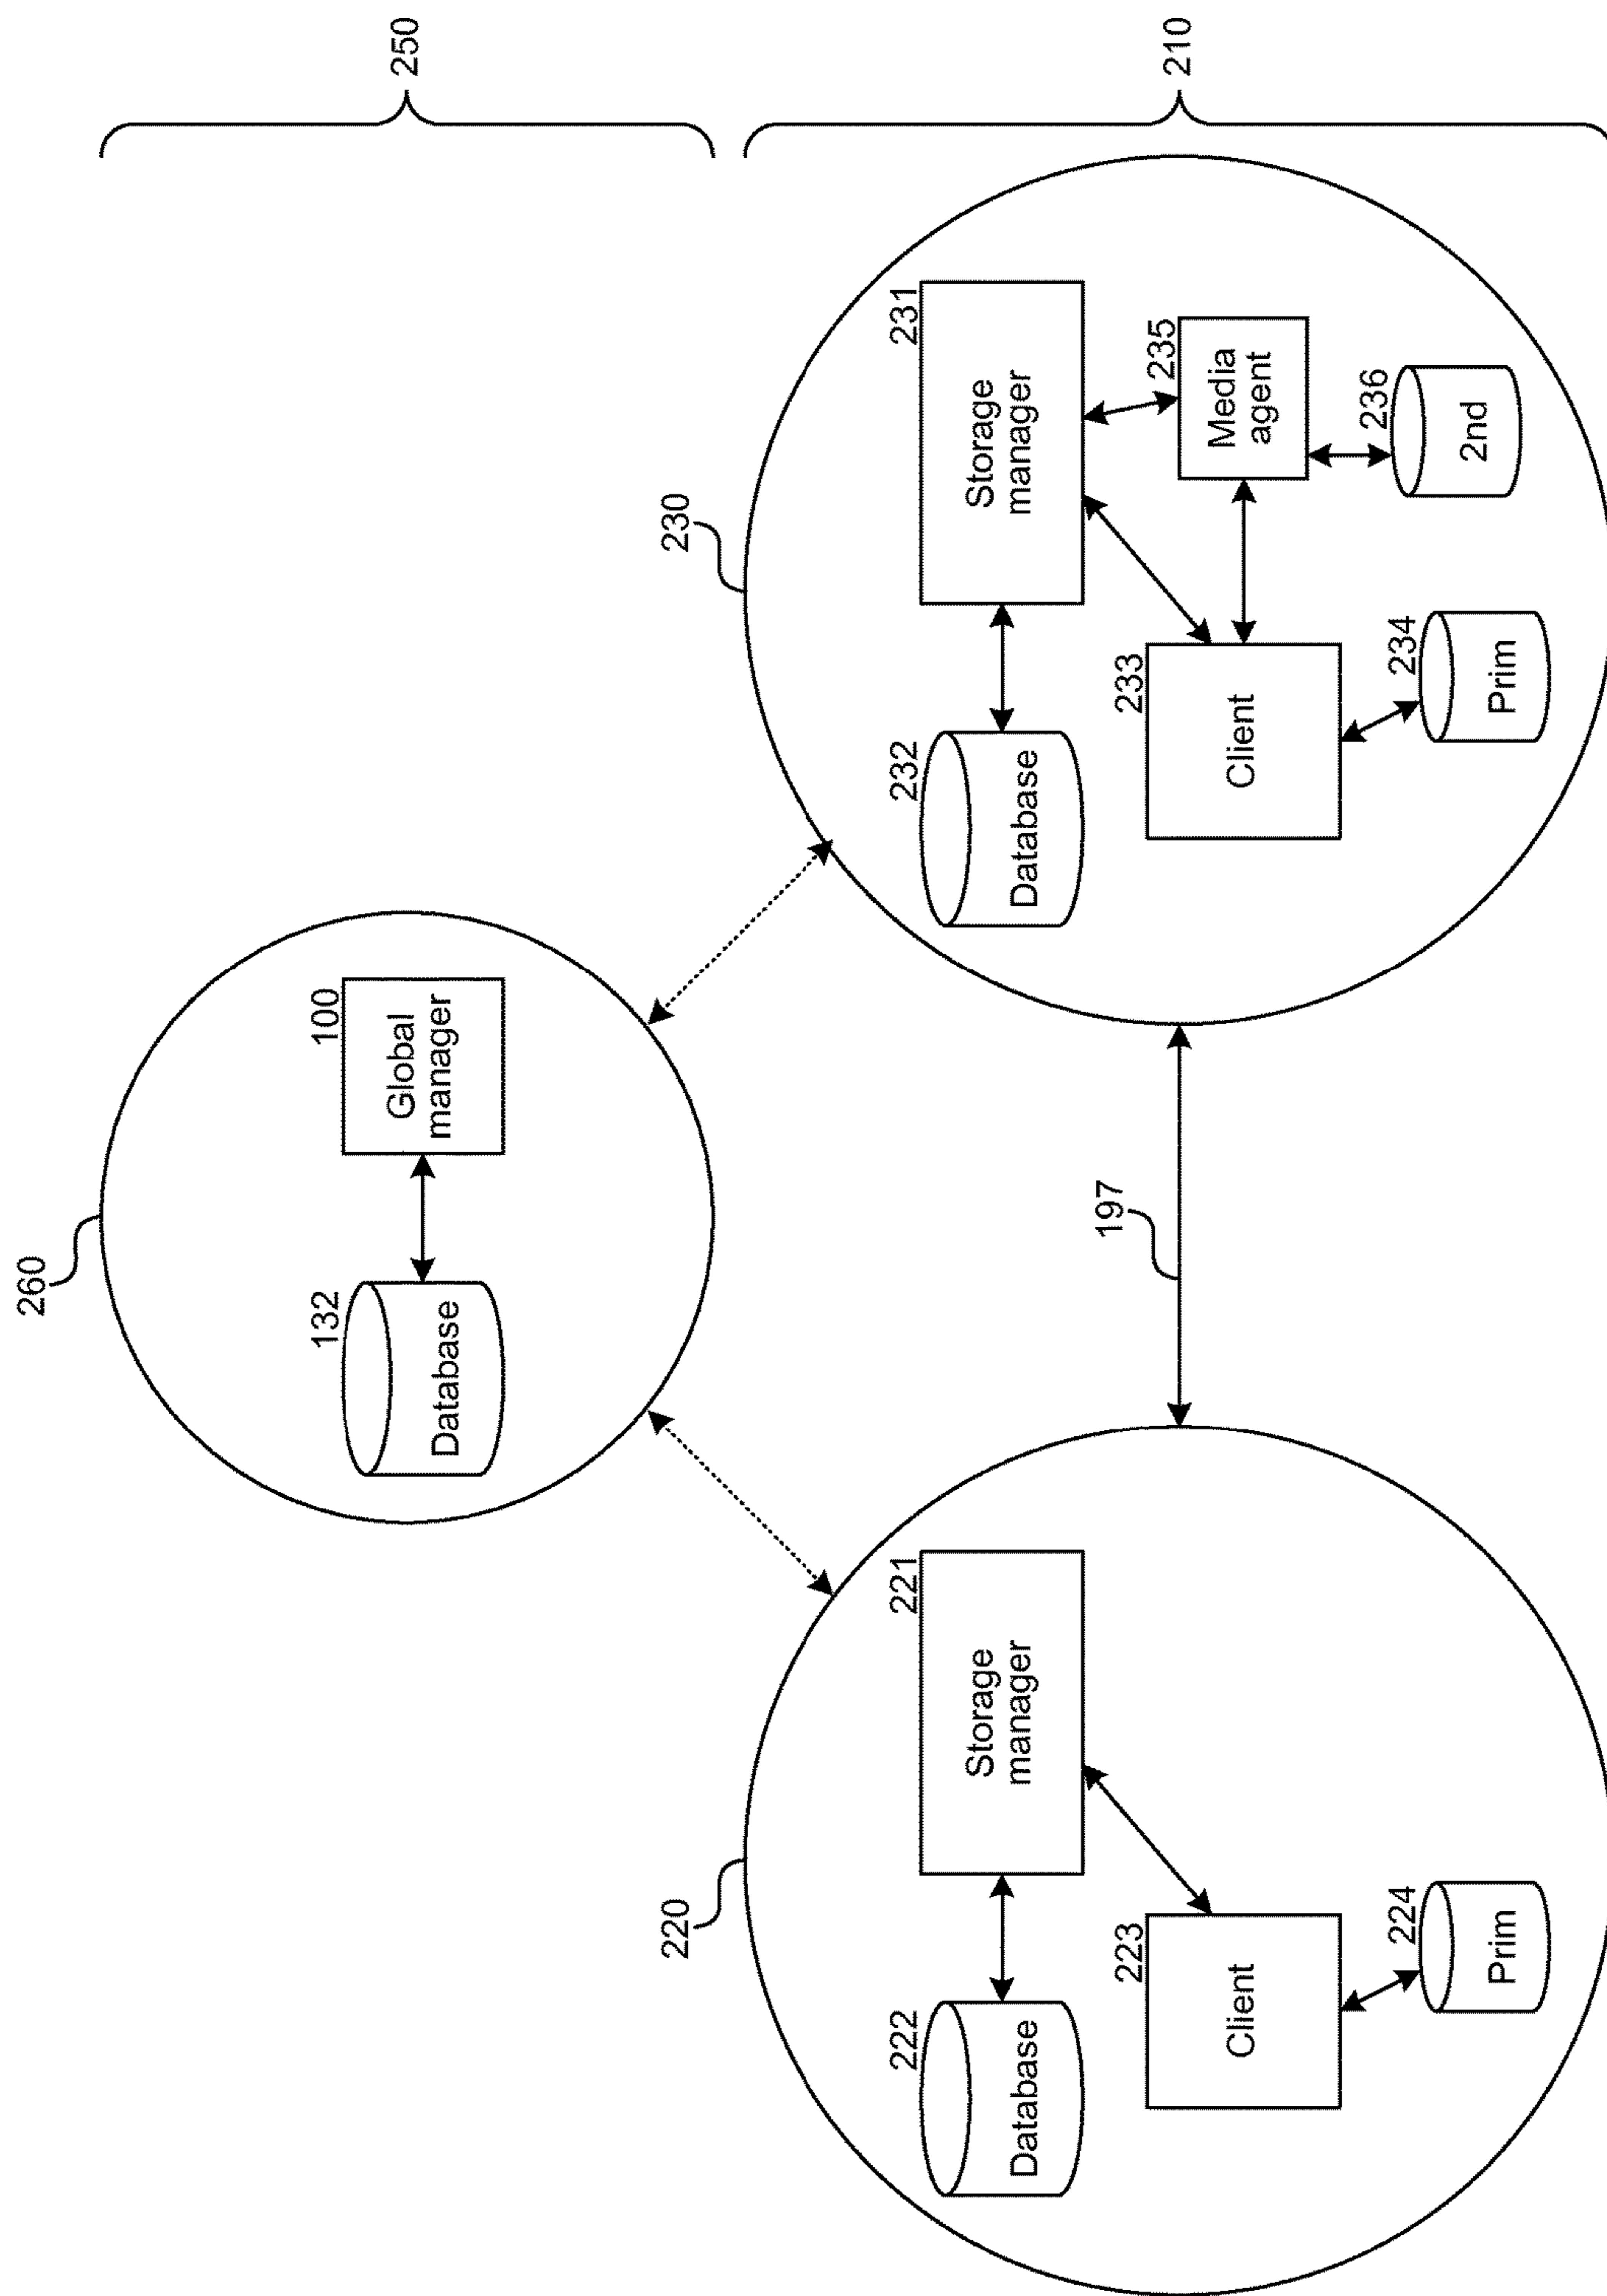 260
250
132
Database
100
Global
manager
220
230
210
222
Database
221
Storage
manager
232
Database
231
Storage
manager
197
223
Client
233
Client
235
Media
agent
224
Prim
234
Prim
236
2nd